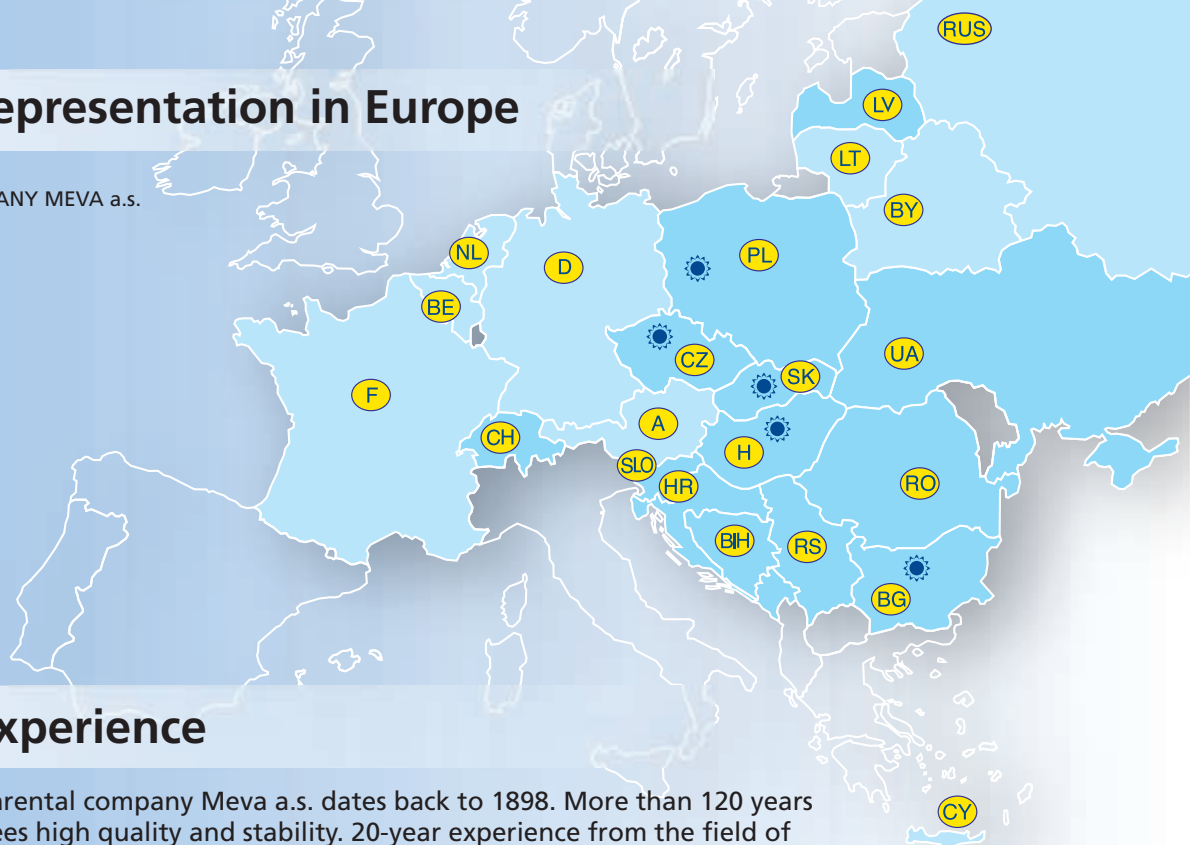 RUS
LV
epresentation in Europe
LT
ANY MEVA a.s.
BY
NL
D
PL
BE
CZ
UA
SK
F
A
CH
H
SLO
HR
RO
BIH
RS
BG
xperience
arental company Meva a.s. dates back to 1898. More than 120 years
CY
ees high quality and stability. 20-year experience from the field of